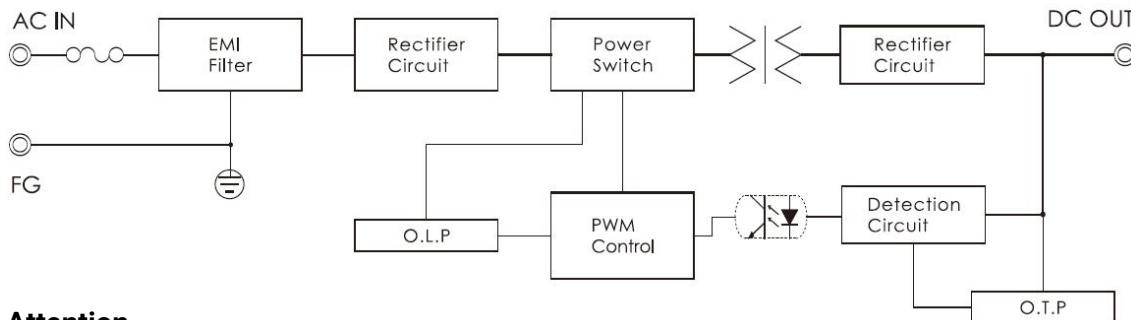 AC IN
EMI
Filter
Rectifier
Circuit
Power
Switch
Rectifier
Circuit
DC OUT
FG
O.L.P
PWM
Control
Detection
Circuit
O.T.P
Attention